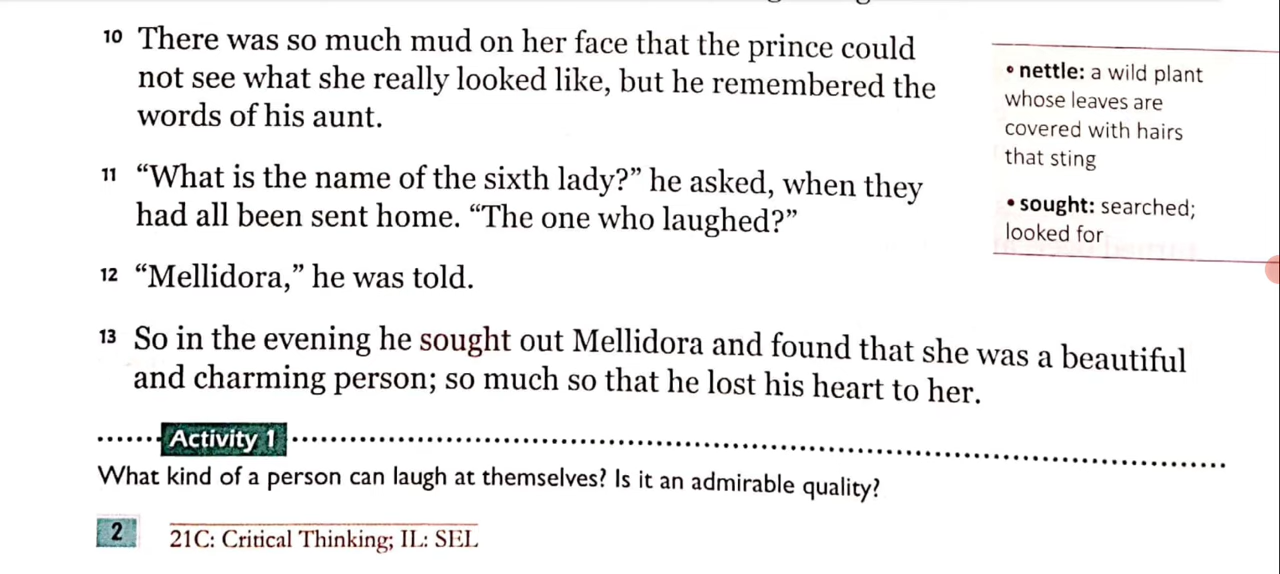 10 There was so much mud on her face that the prince could
not see what she really looked like, but he remembered the
words of his aunt.
11 “What is the name of the sixth lady?” he asked, when they
had all been sent home. “The one who laughed?”
12 “Mellidora,” he was told.
13 So in the evening he sought out Mellidora and found that she was a beautiful
and charming person; so much so that he lost his heart to her.
• nettle: a wild plant
whose leaves are
covered with hairs
that sting
• sought: searched;
looked for
Activity 1
What kind of a person can laugh at themselves? Is it an admirable quality?
2 21C: Critical Thinking; IL: SEL